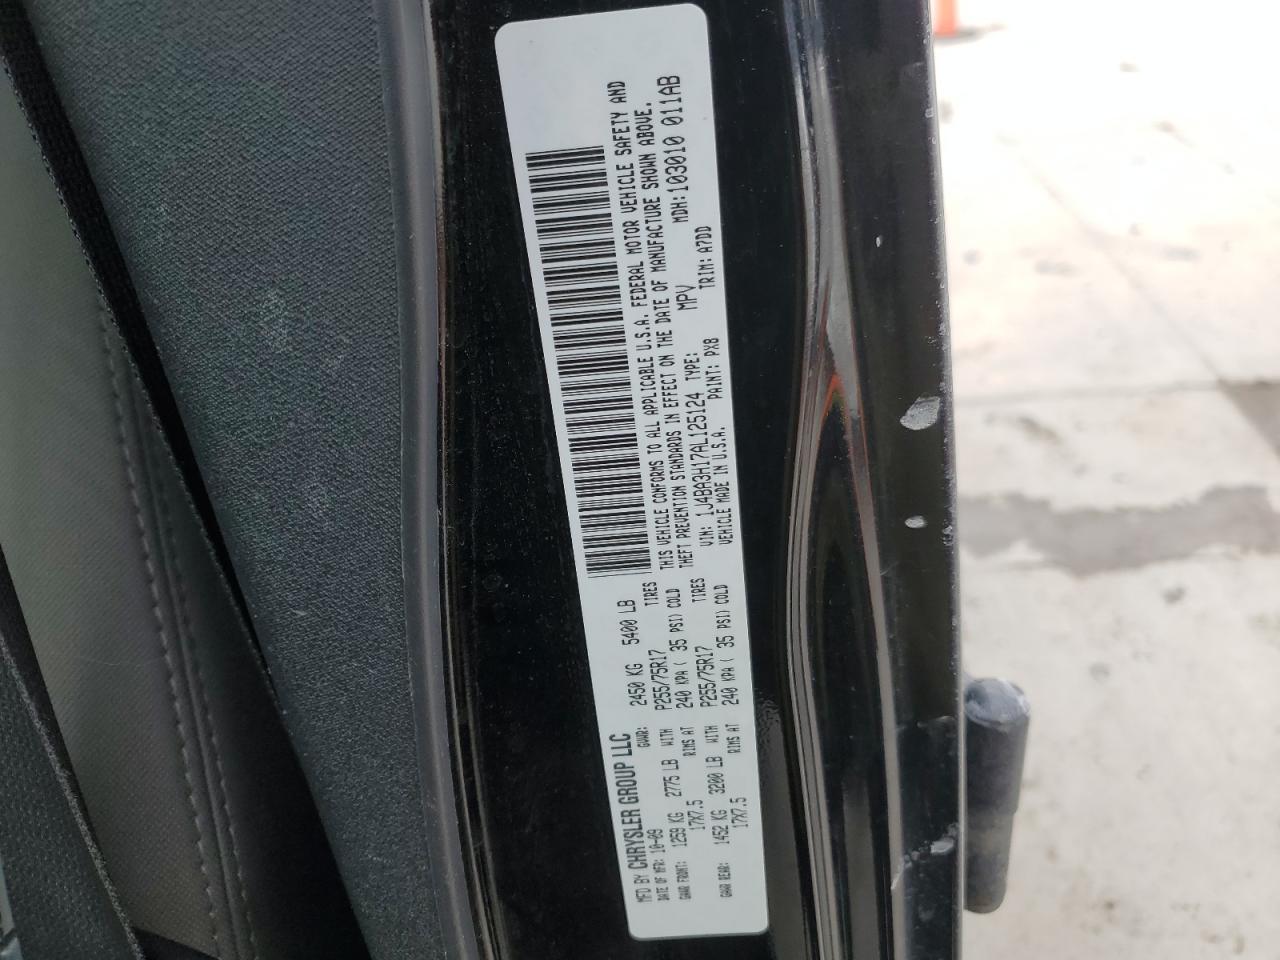 MFD BY CHRYSLER GROUP LLC
DATE OF MFR: 10-09 GVWR: 2450 KG 5400 LB
GAWR FRONT: 1259 KG 2775 LB WITH P255/75R17 TIRES
17X7.5 RIMS AT 240 KPA ( 35 PSI) COLD
GAWR REAR: 1452 KG 3200 LB WITH P255/75R17 TIRES
17X7.5 RIMS AT 240 KPA ( 35 PSI) COLD
THIS VEHICLE CONFORMS TO ALL APPLICABLE U.S.A. FEDERAL MOTOR VEHICLE SAFETY AND
THEFT PREVENTION STANDARDS IN EFFECT ON THE DATE OF MANUFACTURE SHOWN ABOVE.
VIN: 1J4BA3H17AL125124 TYPE: MPV MDH: 103010 011AB
VEHICLE MADE IN U.S.A. PAINT: PX8 TRIM: A7DD